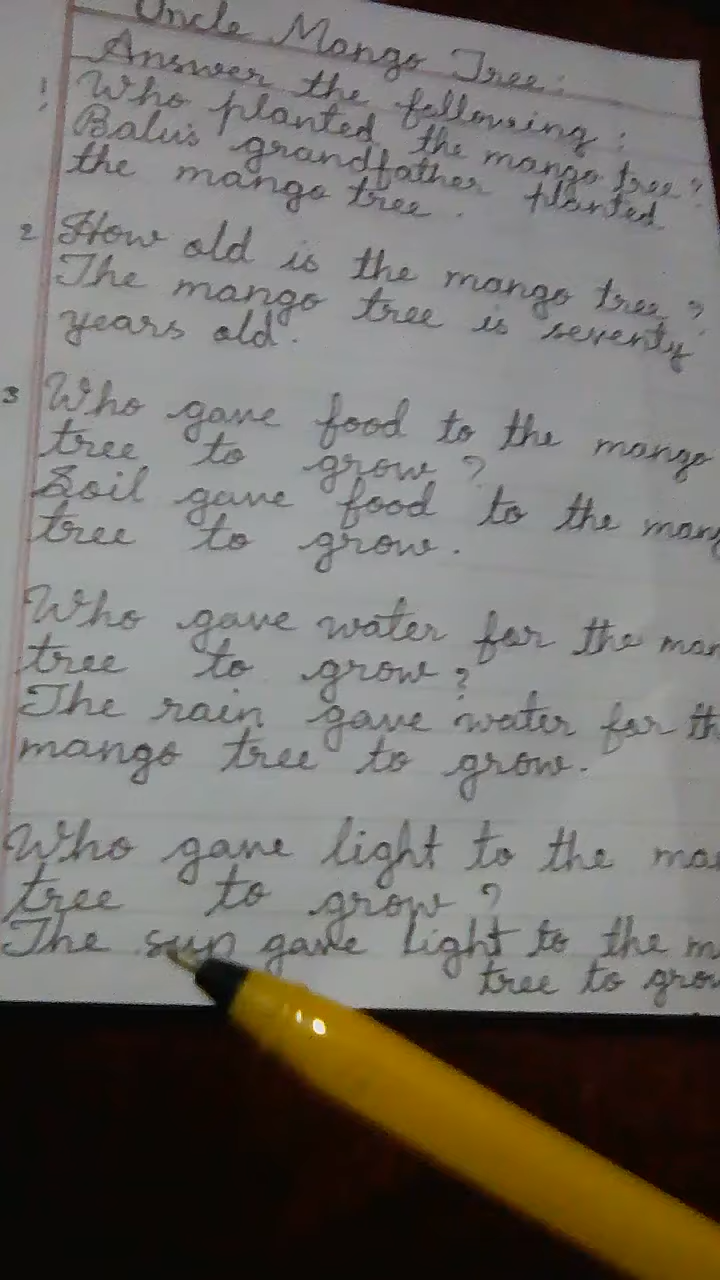 Uncle Mango Tree:
Answer the following:
1 Who planted the mango tree?
Balu's grandfather planted
the mango tree.
2 How old is the mango tree?
The mango tree is seventy
years old.
3 Who gave food to the mango
tree to grow?
Soil gave food to the mang
tree to grow.
Who gave water for the man
tree to grow?
The rain gave water for th
mango tree to grow.
Who gave light to the ma
tree to grow?
The sun gave light to the m
tree to grow